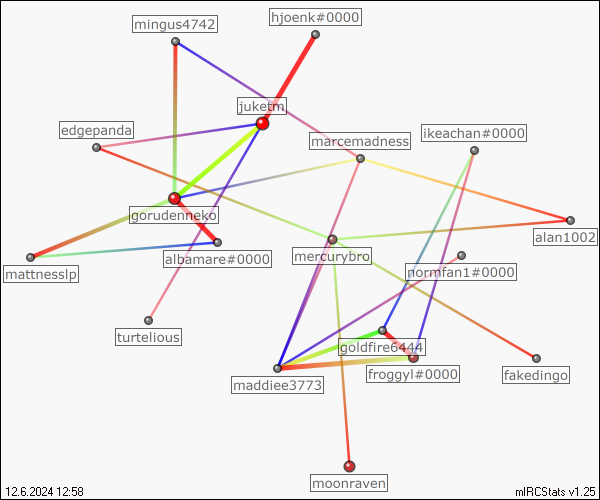 mingus4742
hjoenk#0000
juketm
edgepanda
ikeachan#0000
marcemadness
gorudenneko
alan1002
mercurybro
albamare#0000
normfan1#0000
mattnesslp
turtelious
goldfire6444
froggyl#0000
fakedingo
maddiee3773
moonraven
12.6.2024 12:58
mIRCStats v1.25